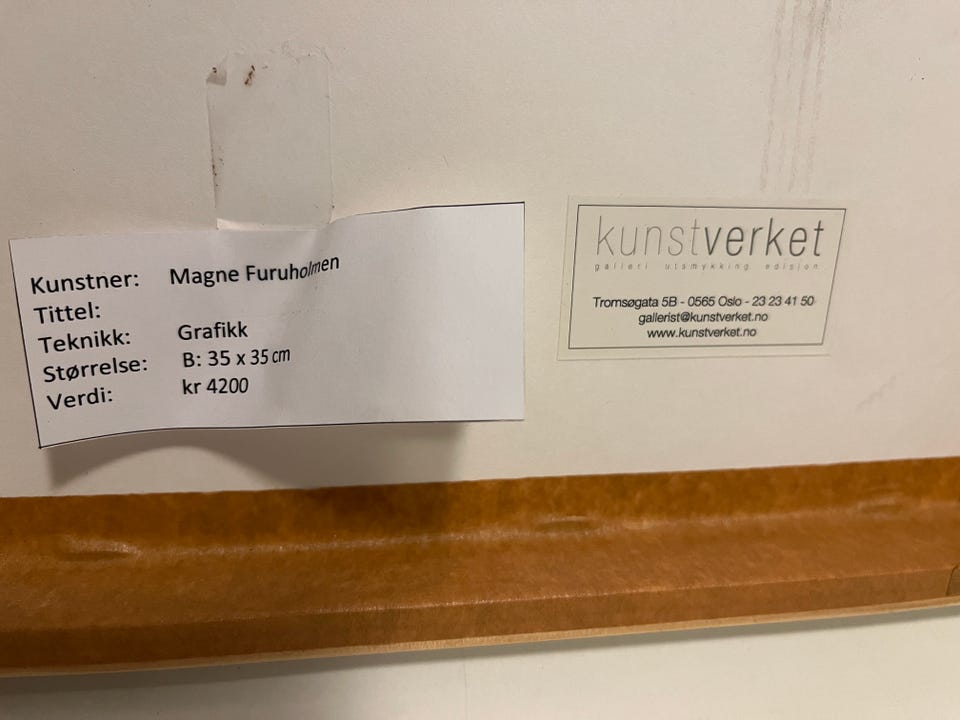 Kunstner: Magne Furuholmen
Tittel:
Teknikk: Grafikk
Størrelse: B: 35 x 35 cm
Verdi: kr 4200
kunstverket
galleri utsmykking edisjon
Tromsøgata 5B - 0565 Oslo - 23 23 41 50
gallerist@kunstverket.no
www.kunstverket.no